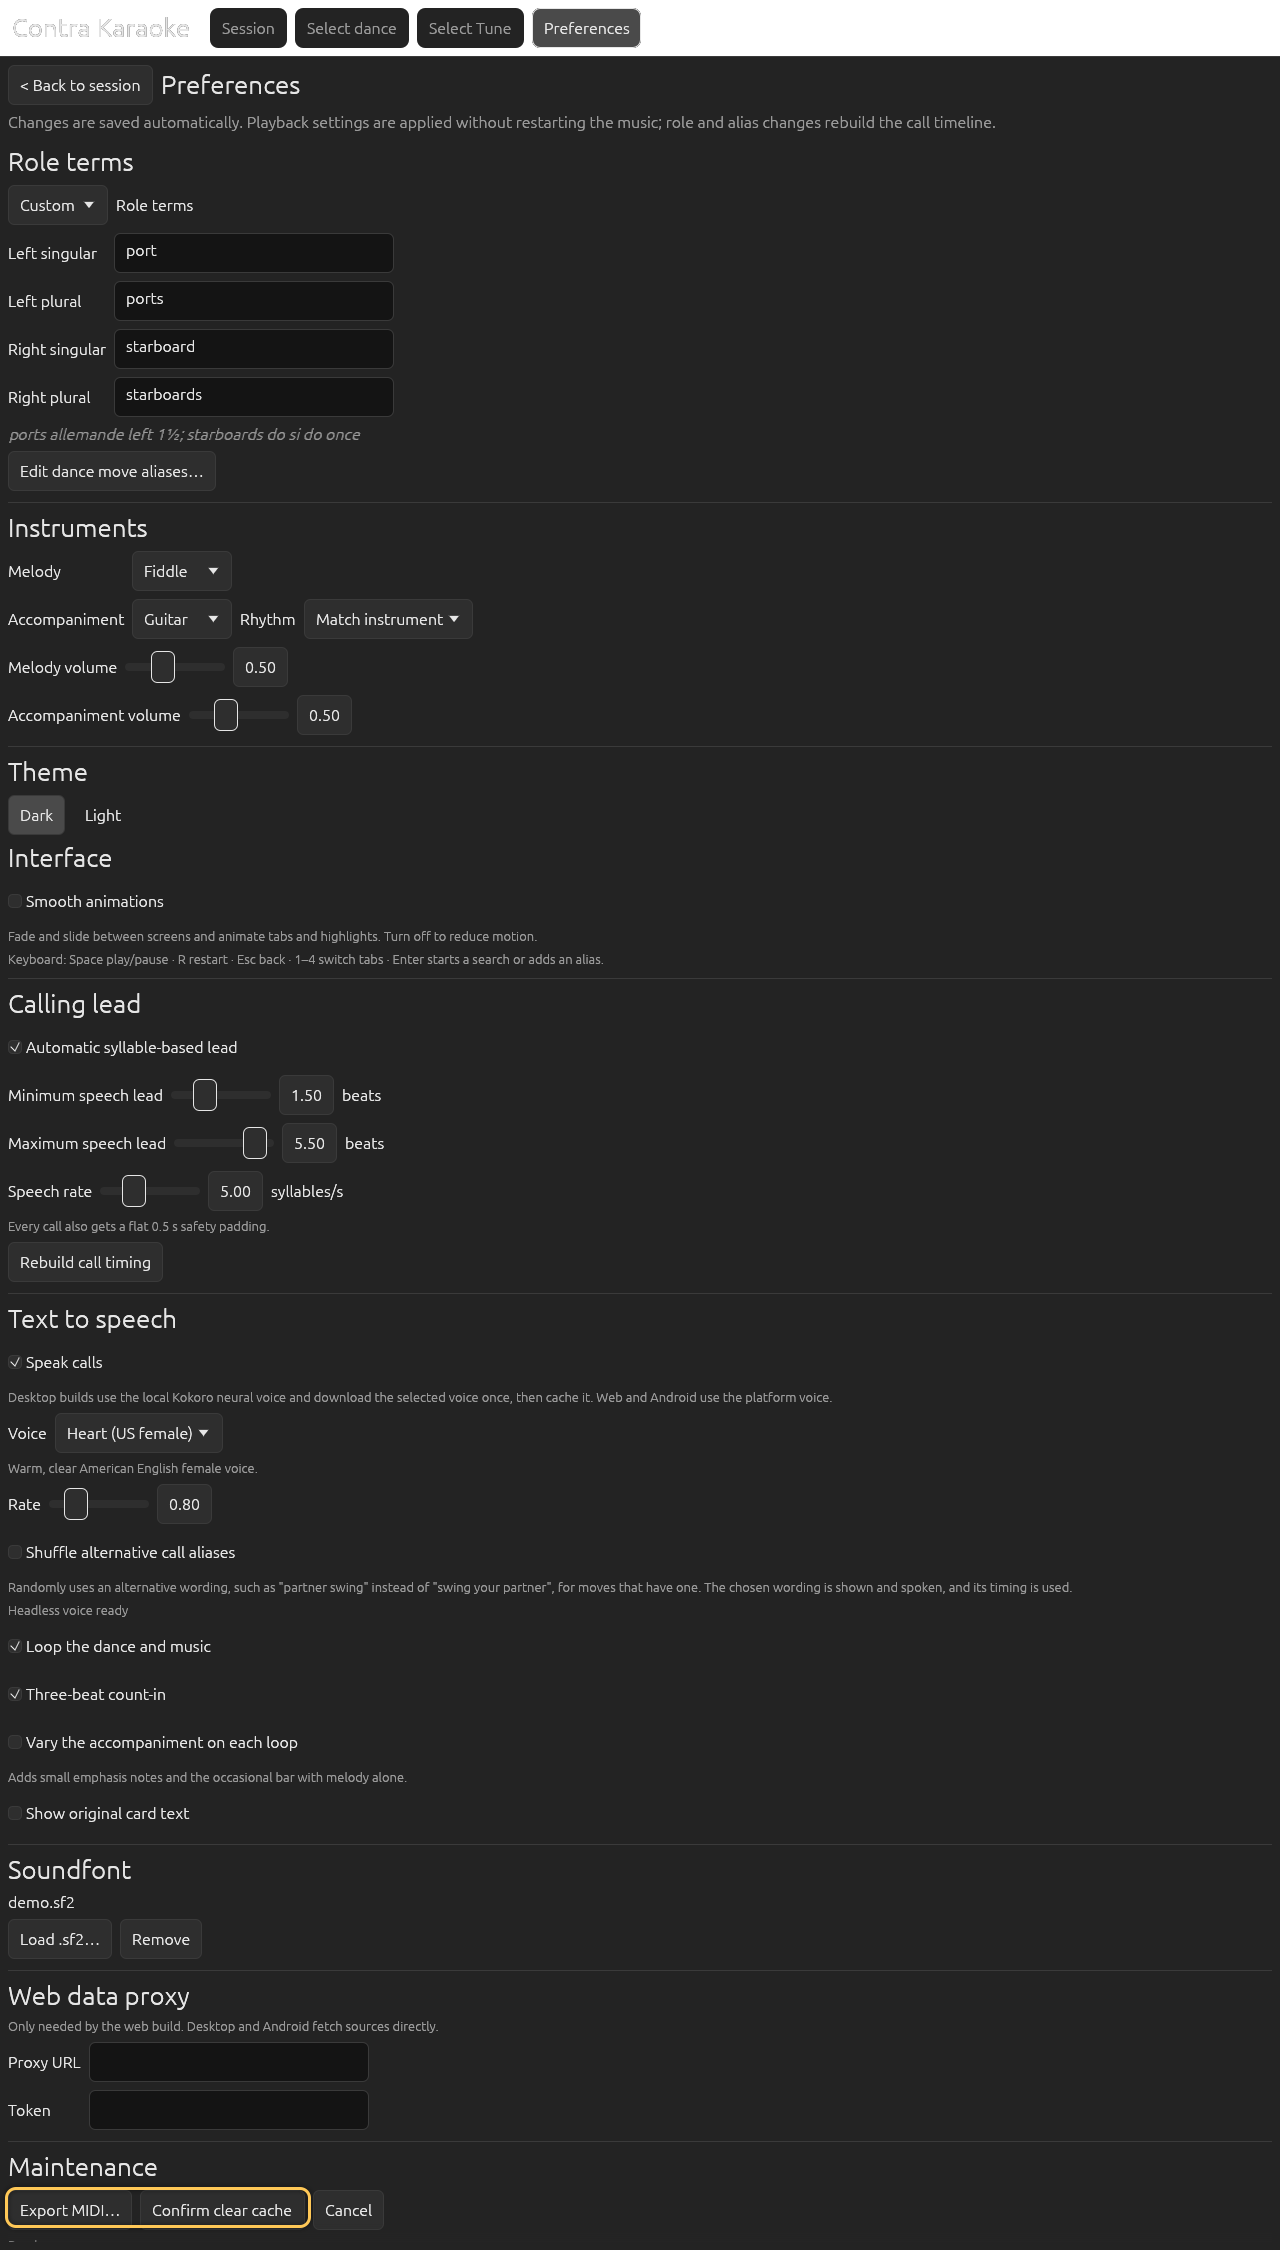 Contra Karaoke Session Select dance Select Tune Preferences
< Back to session Preferences
Changes are saved automatically. Playback settings are applied without restarting the music; role and alias changes rebuild the call timeline.
Role terms
Custom Role terms
Left singular port
Left plural ports
Right singular starboard
Right plural starboards
ports allemande left 1½; starboards do si do once
Edit dance move aliases…
Instruments
Melody Fiddle
Accompaniment Guitar Rhythm Match instrument
Melody volume 0.50
Accompaniment volume 0.50
Theme
Dark Light
Interface
Smooth animations
Fade and slide between screens and animate tabs and highlights. Turn off to reduce motion.
Keyboard: Space play/pause · R restart · Esc back · 1–4 switch tabs · Enter starts a search or adds an alias.
Calling lead
Automatic syllable-based lead
Minimum speech lead 1.50 beats
Maximum speech lead 5.50 beats
Speech rate 5.00 syllables/s
Every call also gets a flat 0.5 s safety padding.
Rebuild call timing
Text to speech
Speak calls
Desktop builds use the local Kokoro neural voice and download the selected voice once, then cache it. Web and Android use the platform voice.
Voice Heart (US female)
Warm, clear American English female voice.
Rate 0.80
Shuffle alternative call aliases
Randomly uses an alternative wording, such as "partner swing" instead of "swing your partner", for moves that have one. The chosen wording is shown and spoken, and its timing is used.
Headless voice ready
Loop the dance and music
Three-beat count-in
Vary the accompaniment on each loop
Adds small emphasis notes and the occasional bar with melody alone.
Show original card text
Soundfont
demo.sf2
Load .sf2… Remove
Web data proxy
Only needed by the web build. Desktop and Android fetch sources directly.
Proxy URL
Token
Maintenance
Export MIDI… Confirm clear cache Cancel